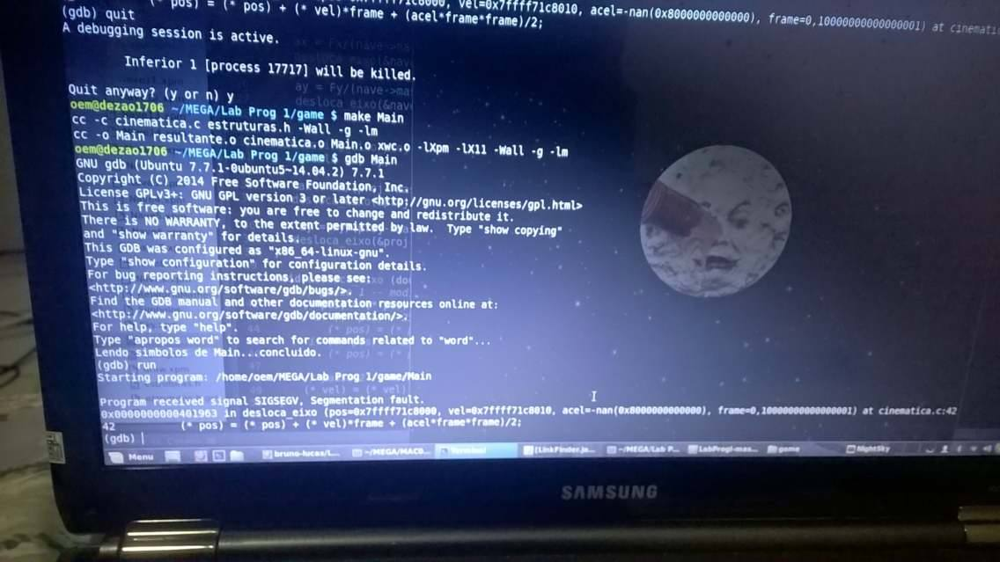 vel=0x7ffff71c8010, acel=-nan(0x8000000000000), frame=0,10000000000000001) at
(* pos) = (* pos) + (* vel)*frame + (acel*frame*frame)/2;
(gdb) quit
A debugging session is active.
Inferior 1 [process 17717] will be killed.
Quit anyway? (y or n) y
oem@dezao1706 ~/MEGA/Lab Prog 1/game $ make Main
cc -c cinematica.c estruturas.h -Wall -g -lm
cc -o Main resultante.o cinematica.o Main.o xwc.o -lXpm -lX11 -Wall -g -lm
oem@dezao1706 ~/MEGA/Lab Prog 1/game $ gdb Main
GNU gdb (Ubuntu 7.7.1-0ubuntu5~14.04.2) 7.7.1
Copyright (C) 2014 Free Software Foundation, Inc.
License GPLv3+: GNU GPL version 3 or later <http://gnu.org/licenses/gpl.html>
This is free software: you are free to change and redistribute it.
There is NO WARRANTY, to the extent permitted by law.  Type "show copying"
and "show warranty" for details.
This GDB was configured as "x86_64-linux-gnu".
Type "show configuration" for configuration details.
For bug reporting instructions, please see:
<http://www.gnu.org/software/gdb/bugs/>.
Find the GDB manual and other documentation resources online at:
<http://www.gnu.org/software/gdb/documentation/>.
For help, type "help".
Type "apropos word" to search for commands related to "word"...
Lendo símbolos de Main...concluído.
(gdb) run
Starting program: /home/oem/MEGA/Lab Prog 1/game/Main
Program received signal SIGSEGV, Segmentation fault.
0x0000000000401963 in desloca_eixo (pos=0x7ffff71c8000, vel=0x7ffff71c8010, acel=-nan(0x8000000000000), frame=0,10000000000000001) at cinematica.c:42
42 (* pos) = (* pos) + (* vel)*frame + (acel*frame*frame)/2;
(gdb)
Menu bruno-lucas/L... ~/MEGA/MAC0... Terminal [LinkFinder.ja... ~/MEGA/Lab P... LabProgI-mas... game NightSky
SAMSUNG